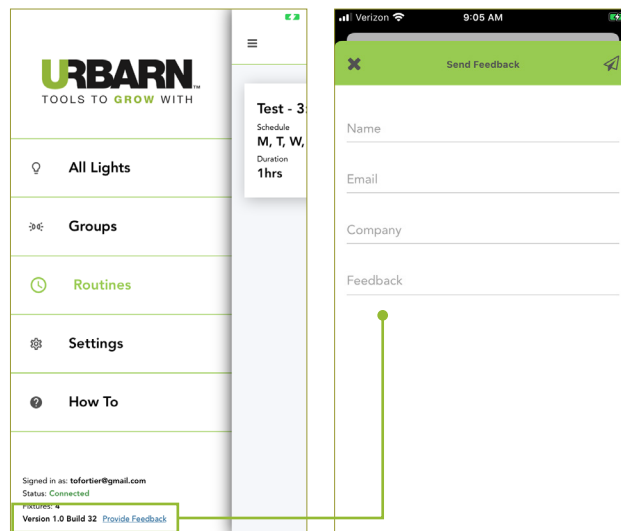 URBARN™
TOOLS TO GROW WITH
All Lights
Groups
Routines
Settings
How To
Signed in as: tofortier@gmail.com
Status: Connected
Fixtures: 4
Version 1.0 Build 32 Provide Feedback
Test - 3:
Schedule
M, T, W,
Duration
1hrs
Verizon 9:05 AM
Send Feedback
Name
Email
Company
Feedback